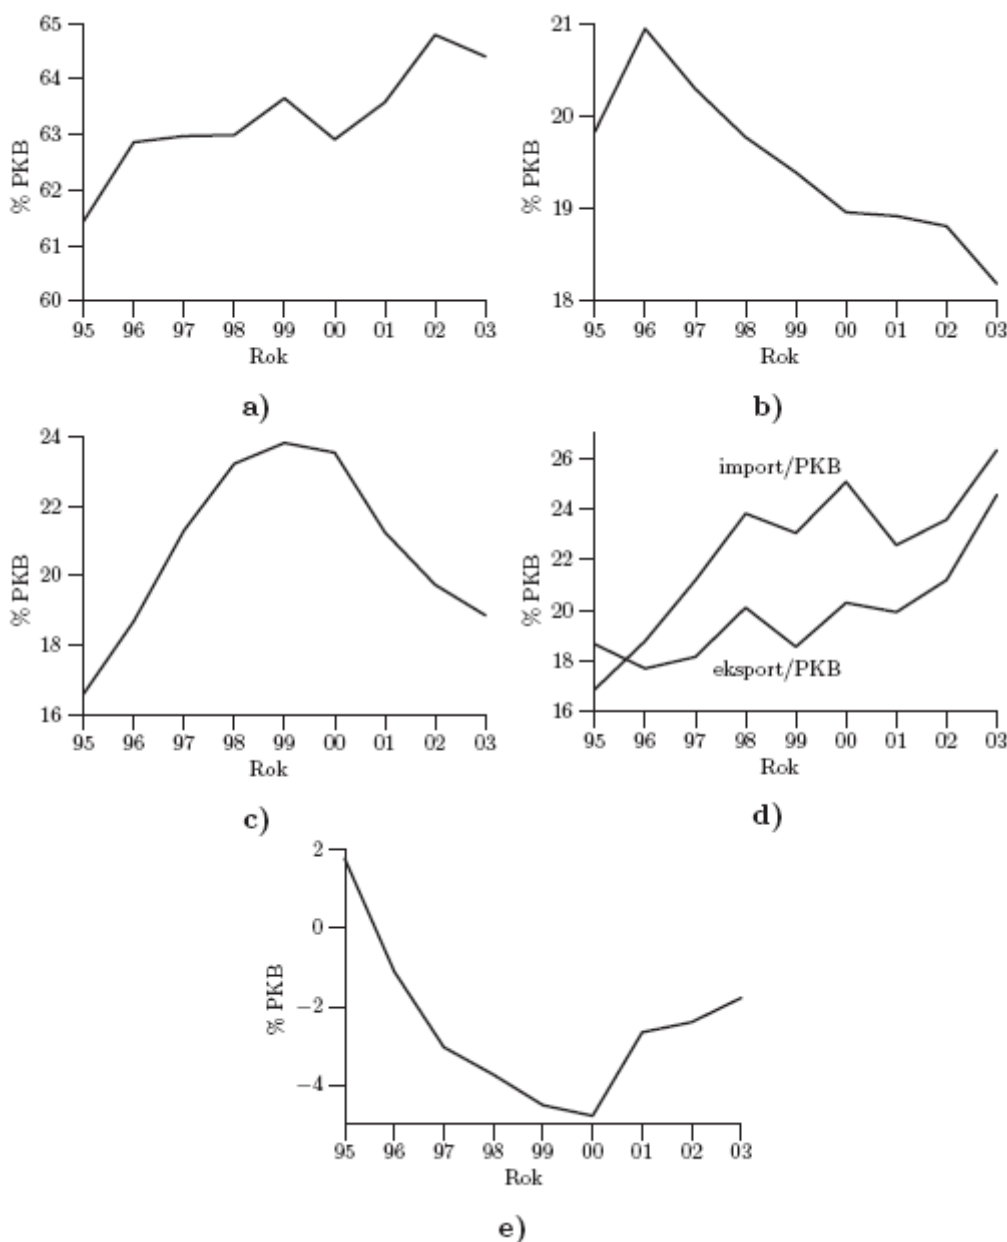 65
64
63
62
61
60
% PKB
95 96 97 98 99 00 01 02 03
Rok
a)
21
20
19
18
% PKB
95 96 97 98 99 00 01 02 03
Rok
b)
24
22
20
18
16
% PKB
95 96 97 98 99 00 01 02 03
Rok
c)
26
24
22
20
18
16
% PKB
import/PKB
eksport/PKB
95 96 97 98 99 00 01 02 03
Rok
d)
2
0
−2
−4
% PKB
95 96 97 98 99 00 01 02 03
Rok
e)